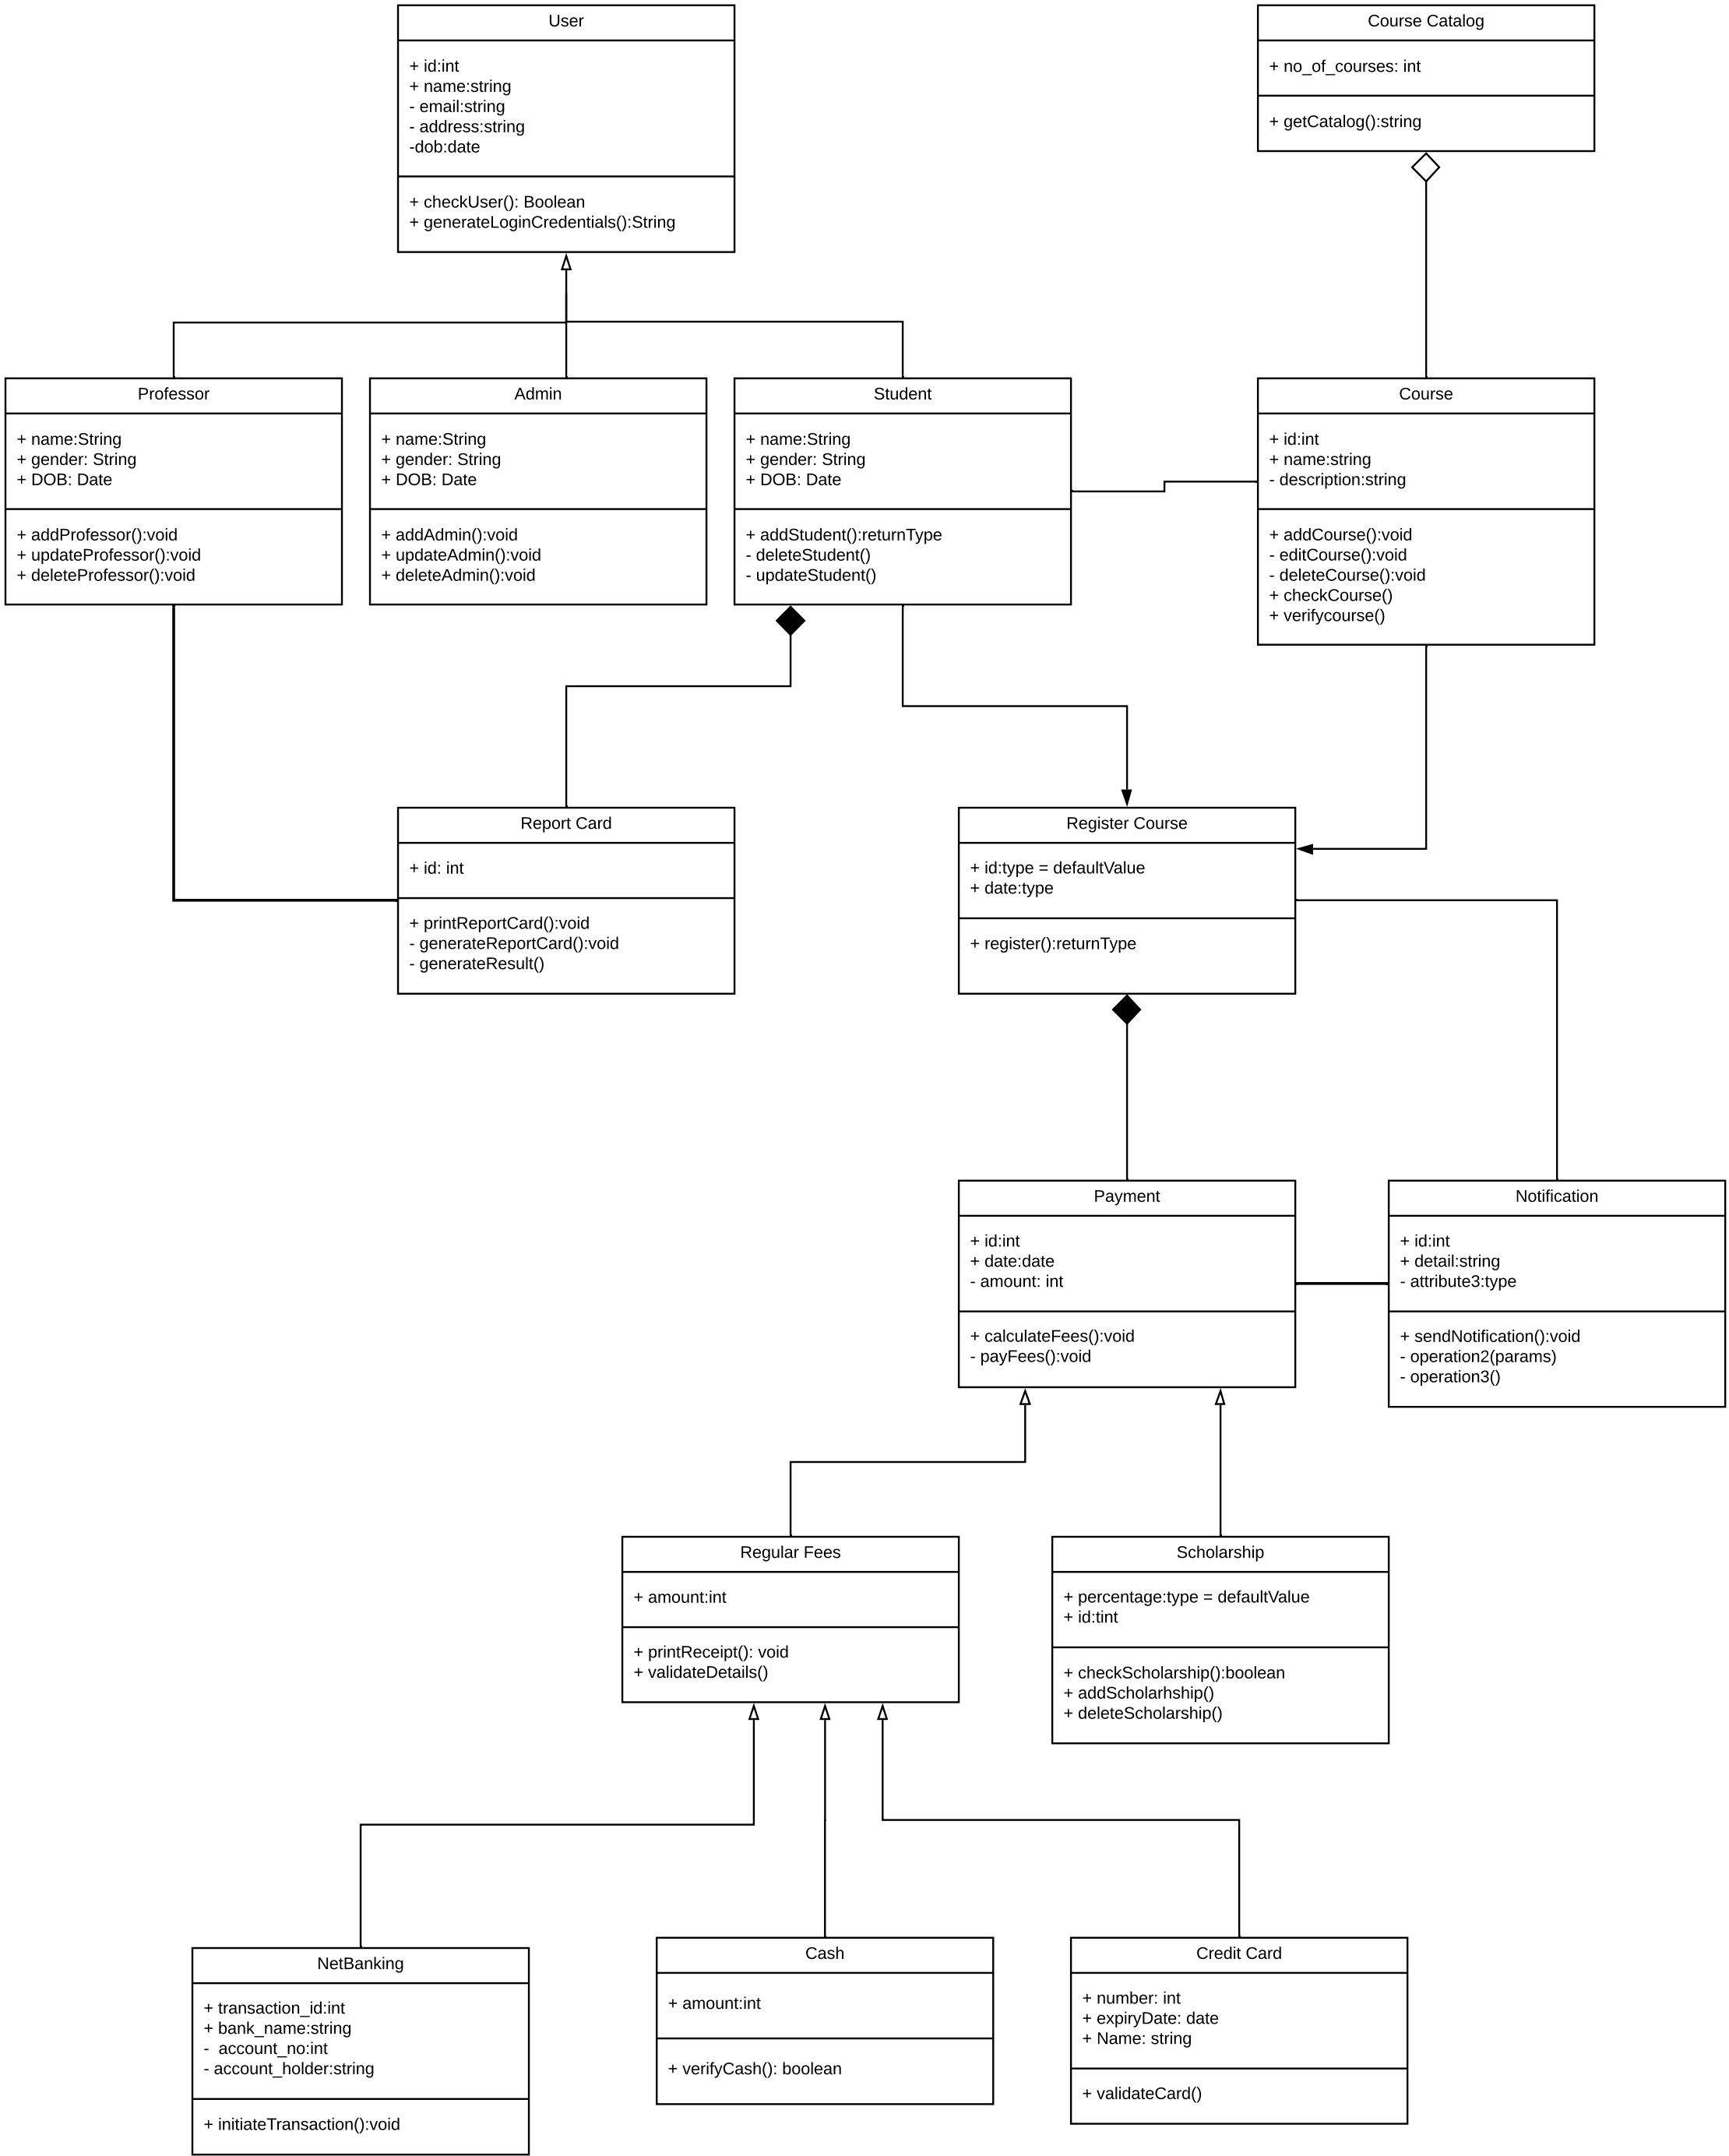 User
+ id:int
+ name:string
- email:string
- address:string
-dob:date
+ checkUser(): Boolean
+ generateLoginCredentials():String
Course Catalog
+ no_of_courses: int
+ getCatalog():string
Professor
+ name:String
+ gender: String
+ DOB: Date
+ addProfessor():void
+ updateProfessor():void
+ deleteProfessor():void
Admin
+ name:String
+ gender: String
+ DOB: Date
+ addAdmin():void
+ updateAdmin():void
+ deleteAdmin():void
Student
+ name:String
+ gender: String
+ DOB: Date
+ addStudent():returnType
- deleteStudent()
- updateStudent()
Course
+ id:int
+ name:string
- description:string
+ addCourse():void
- editCourse():void
- deleteCourse():void
+ checkCourse()
+ verifycourse()
Report Card
+ id: int
+ printReportCard():void
- generateReportCard():void
- generateResult()
Register Course
+ id:type = defaultValue
+ date:type
+ register():returnType
Payment
+ id:int
+ date:date
- amount: int
+ calculateFees():void
- payFees():void
Notification
+ id:int
+ detail:string
- attribute3:type
+ sendNotification():void
- operation2(params)
- operation3()
Regular Fees
+ amount:int
+ printReceipt(): void
+ validateDetails()
Scholarship
+ percentage:type = defaultValue
+ id:tint
+ checkScholarship():boolean
+ addScholarhship()
+ deleteScholarship()
NetBanking
+ transaction_id:int
+ bank_name:string
-  account_no:int
- account_holder:string
+ initiateTransaction():void
Cash
+ amount:int
+ verifyCash(): boolean
Credit Card
+ number: int
+ expiryDate: date
+ Name: string
+ validateCard()